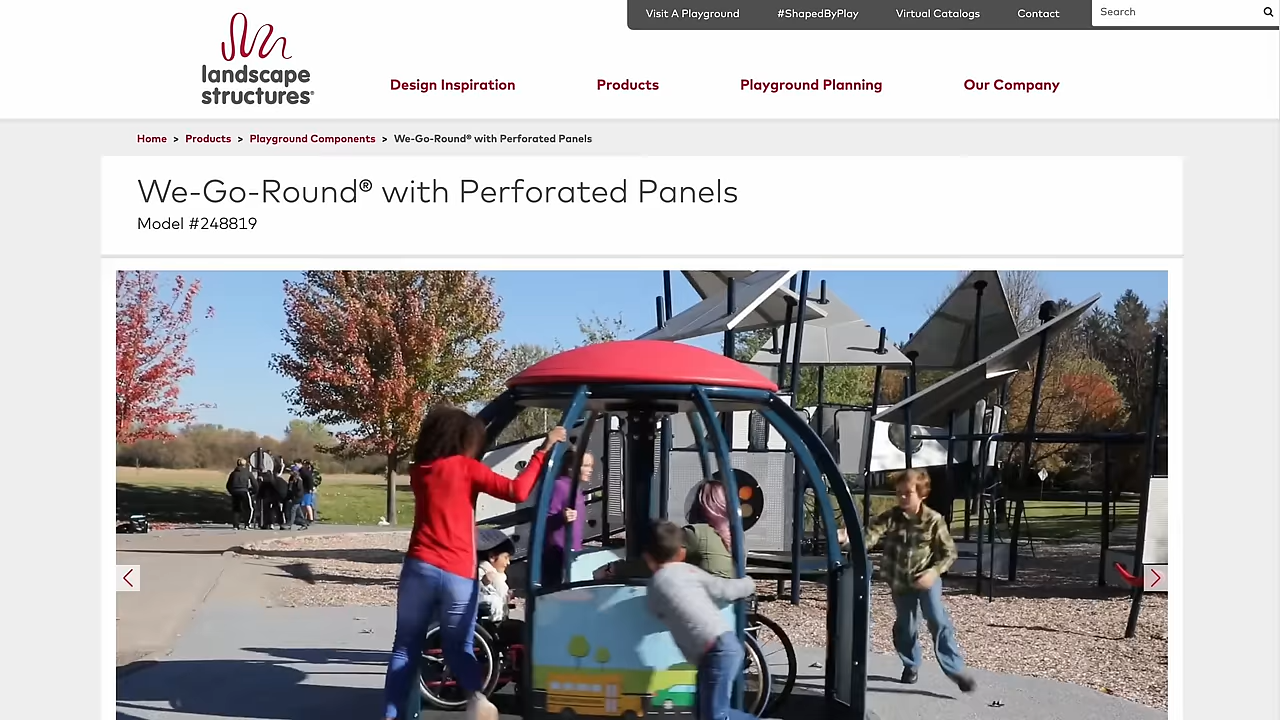 Visit A Playground
#ShapedByPlay
Virtual Catalogs
Contact
Search
landscape
structures®
Design Inspiration
Products
Playground Planning
Our Company
Home > Products > Playground Components > We-Go-Round® with Perforated Panels
We-Go-Round® with Perforated Panels
Model #248819